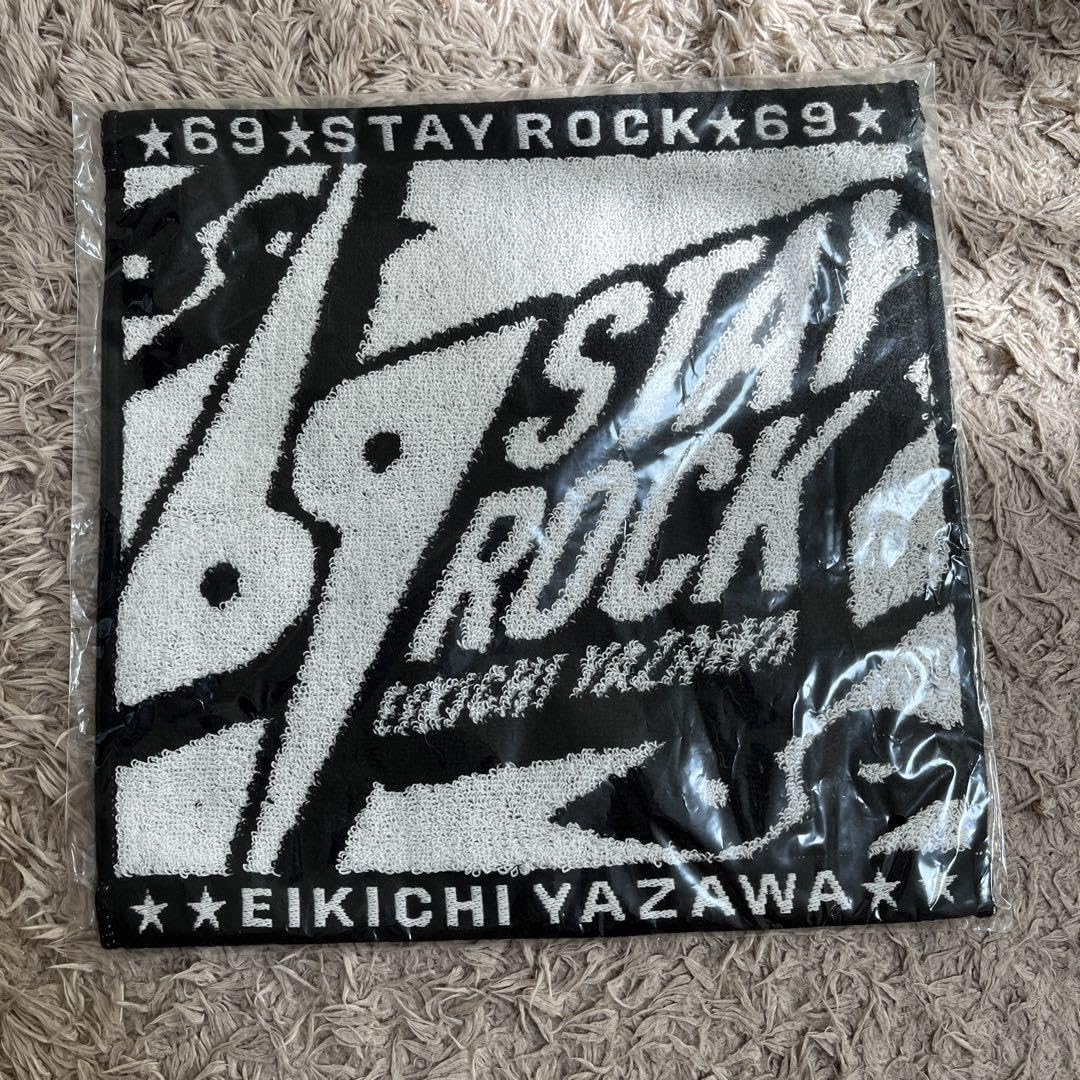 ★69★STAY ROCK★69★
69
STAY
ROCK
EIKICHI YAZAWA
★★EIKICHI YAZAWA★★